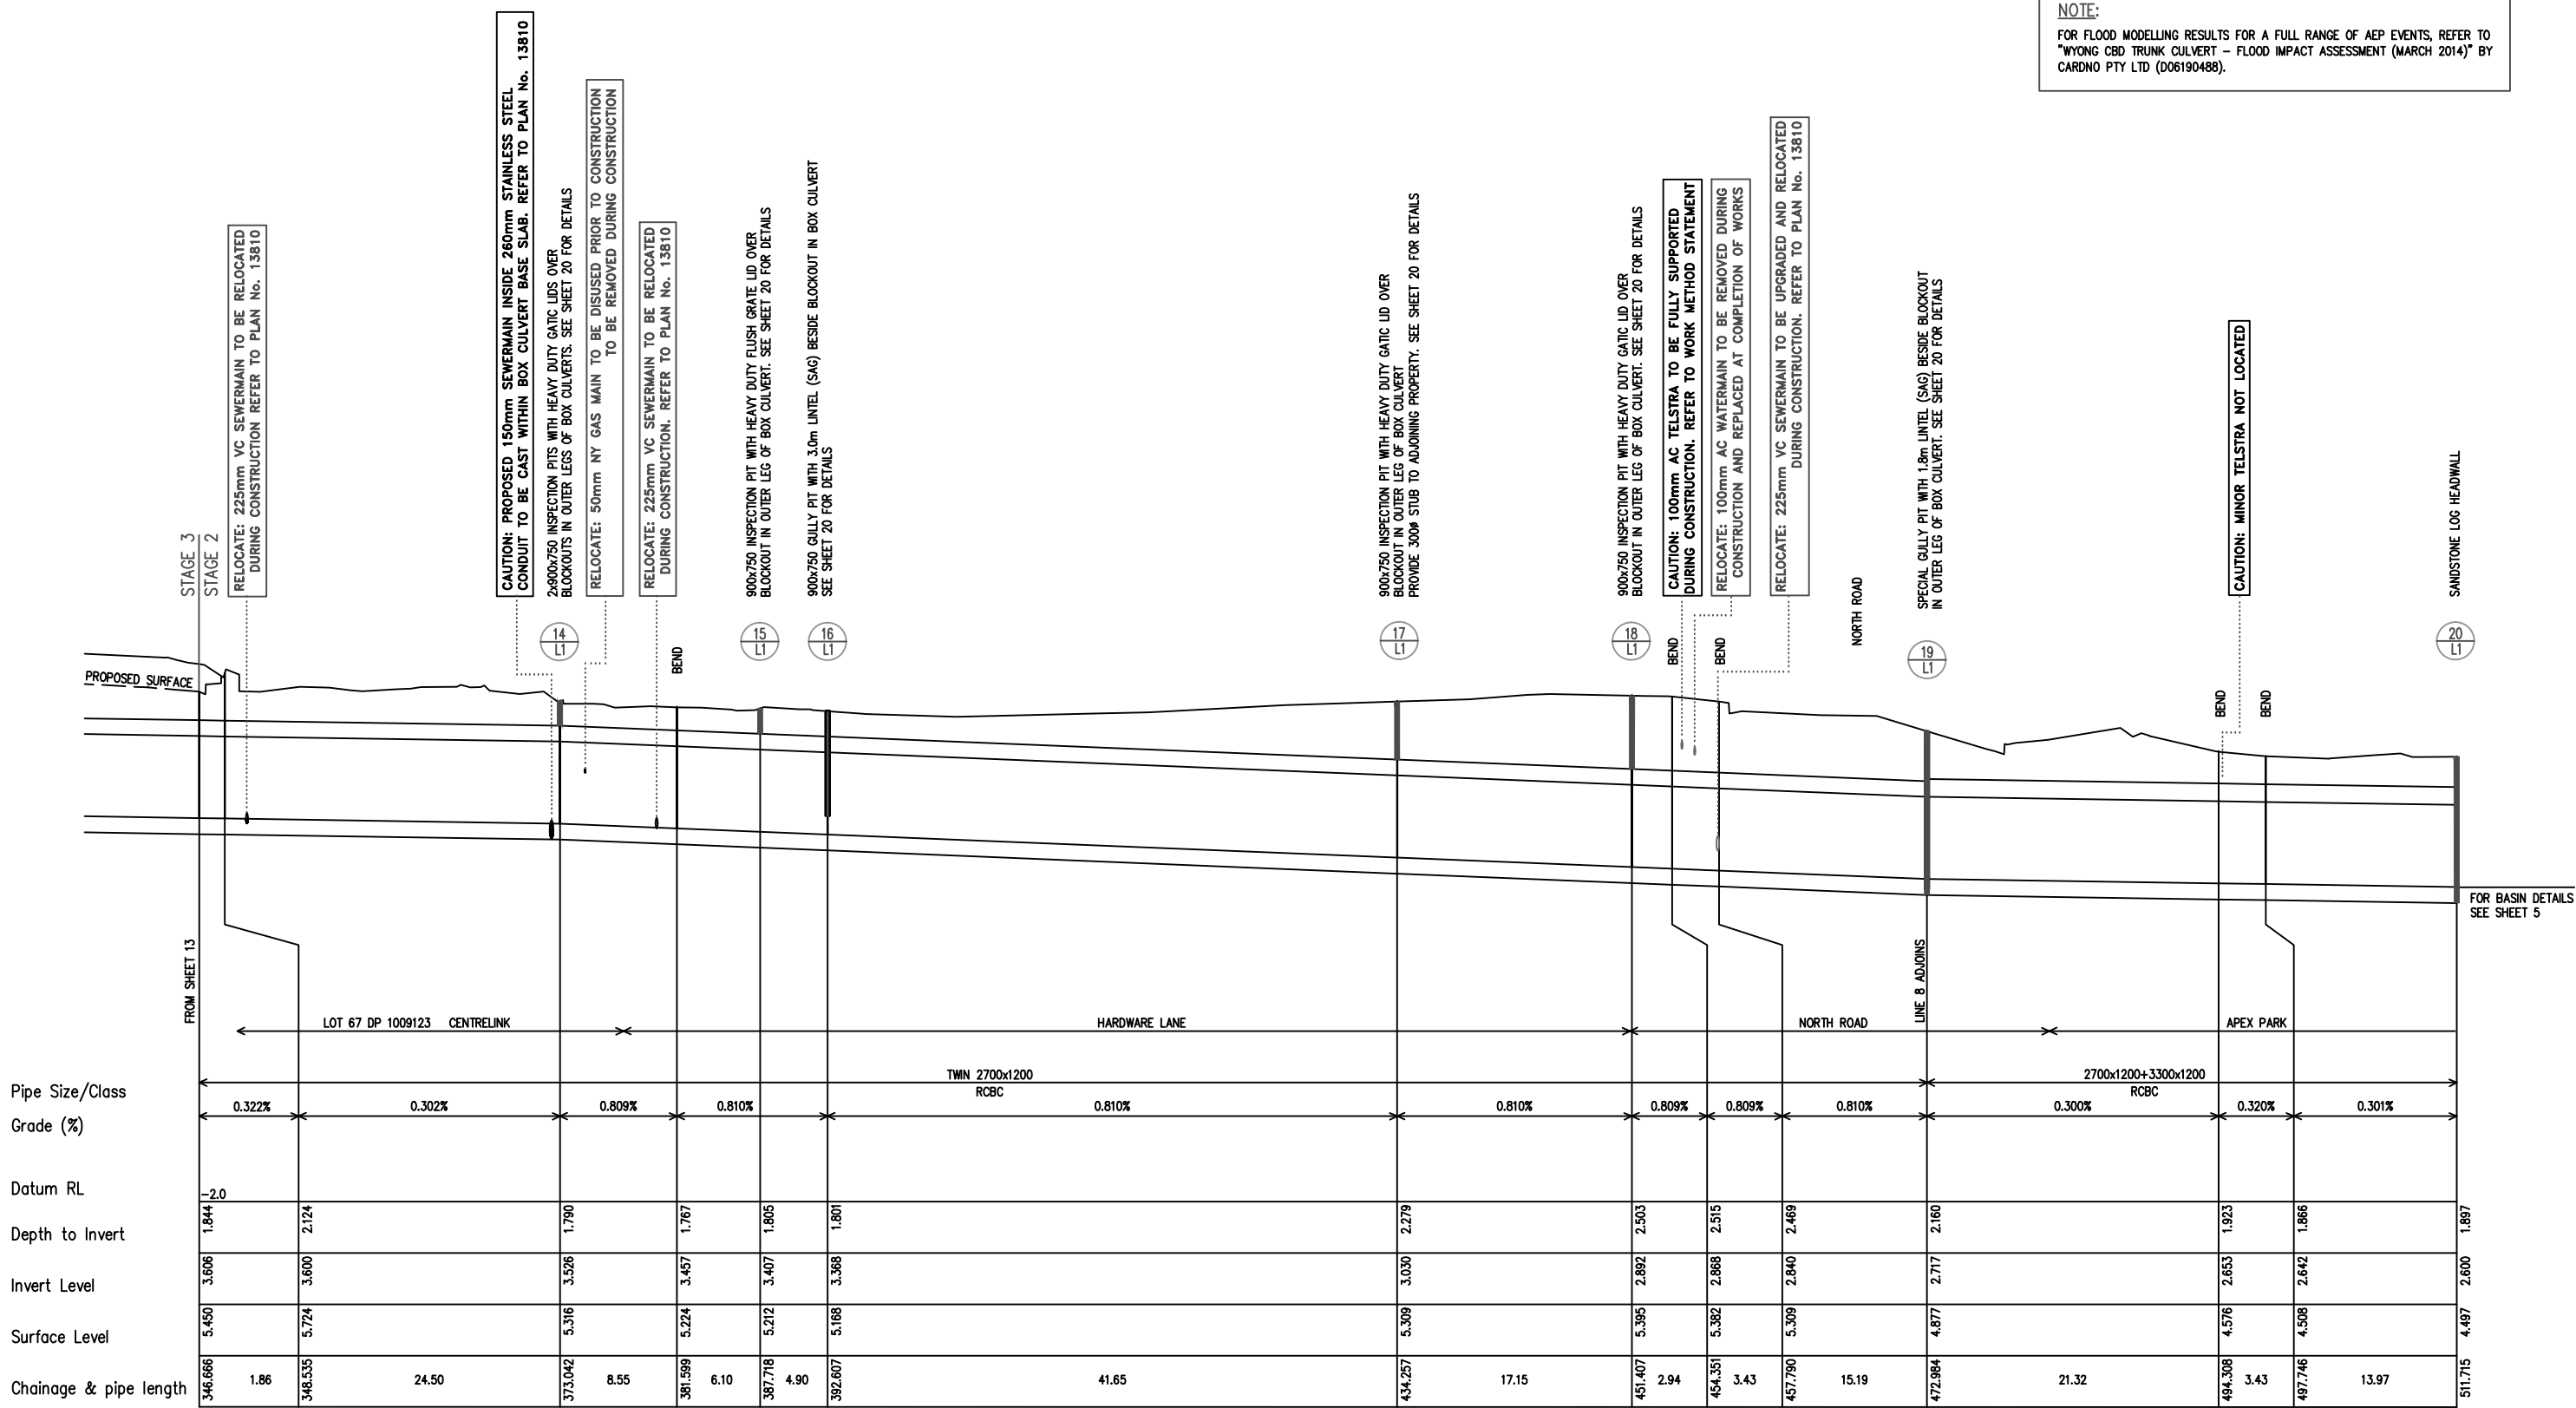 NOTE:
FOR FLOOD MODELLING RESULTS FOR A FULL RANGE OF AEP EVENTS, REFER TO
"WYONG CBD TRUNK CULVERT – FLOOD IMPACT ASSESSMENT (MARCH 2014)" BY
CARDNO PTY LTD (D06190488).
STAGE 3
STAGE 2
RELOCATE: 225mm VC SEWERMAIN TO BE RELOCATED
DURING CONSTRUCTION REFER TO PLAN No. 13810
CAUTION: PROPOSED 150mm SEWERMAIN INSIDE 260mm STAINLESS STEEL
CONDUIT TO BE CAST WITHIN BOX CULVERT BASE SLAB. REFER TO PLAN No. 13810
2x900x750 INSPECTION PITS WITH HEAVY DUTY GATIC LIDS OVER
BLOCKOUTS IN OUTER LEGS OF BOX CULVERTS. SEE SHEET 20 FOR DETAILS
RELOCATE: 50mm NY GAS MAIN TO BE DISUSED PRIOR TO CONSTRUCTION
TO BE REMOVED DURING CONSTRUCTION
RELOCATE: 225mm VC SEWERMAIN TO BE RELOCATED
DURING CONSTRUCTION. REFER TO PLAN No. 13810
900x750 INSPECTION PIT WITH HEAVY DUTY FLUSH GRATE LID OVER
BLOCKOUT IN OUTER LEG OF BOX CULVERT. SEE SHEET 20 FOR DETAILS
900x750 GULLY PIT WITH 3.0m LINTEL (SAG) BESIDE BLOCKOUT IN BOX CULVERT
SEE SHEET 20 FOR DETAILS
900x750 INSPECTION PIT WITH HEAVY DUTY GATIC LID OVER
BLOCKOUT IN OUTER LEG OF BOX CULVERT
PROVIDE 300ø STUB TO ADJOINING PROPERTY. SEE SHEET 20 FOR DETAILS
900x750 INSPECTION PIT WITH HEAVY DUTY GATIC LID OVER
BLOCKOUT IN OUTER LEG OF BOX CULVERT. SEE SHEET 20 FOR DETAILS
CAUTION: 100mm AC TELSTRA TO BE FULLY SUPPORTED
DURING CONSTRUCTION. REFER TO WORK METHOD STATEMENT
RELOCATE: 100mm AC WATERMAIN TO BE REMOVED DURING
CONSTRUCTION AND REPLACED AT COMPLETION OF WORKS
RELOCATE: 225mm VC SEWERMAIN TO BE UPGRADED AND RELOCATED
DURING CONSTRUCTION. REFER TO PLAN No. 13810
NORTH ROAD
SPECIAL GULLY PIT WITH 1.8m LINTEL (SAG) BESIDE BLOCKOUT
IN OUTER LEG OF BOX CULVERT. SEE SHEET 20 FOR DETAILS
CAUTION: MINOR TELSTRA NOT LOCATED
SANDSTONE LOG HEADWALL
14
L1
15
L1
16
L1
17
L1
18
L1
19
L1
20
L1
BEND
BEND
BEND
BEND
BEND
PROPOSED SURFACE
FOR BASIN DETAILS
SEE SHEET 5
FROM SHEET 13
LINE 8 ADJOINS
LOT 67 DP 1009123 CENTRELINK
HARDWARE LANE
NORTH ROAD
APEX PARK
Pipe Size/Class
TWIN 2700x1200
RCBC
2700x1200+3300x1200
RCBC
Grade (%)
0.322% 0.302% 0.809% 0.810% 0.810% 0.810% 0.809% 0.809% 0.810% 0.300% 0.320% 0.301%
Datum RL -2.0
Depth to Invert 1.844 2.124 1.790 1.767 1.805 1.801 2.279 2.503 2.515 2.469 2.160 1.923 1.866 1.897
Invert Level 3.606 3.600 3.526 3.457 3.407 3.368 3.030 2.892 2.868 2.840 2.717 2.653 2.642 2.600
Surface Level 5.450 5.724 5.316 5.224 5.212 5.168 5.309 5.395 5.382 5.309 4.877 4.576 4.508 4.497
Chainage & pipe length 346.666 1.86 348.535 24.50 373.042 8.55 381.599 6.10 387.718 4.90 392.607 41.65 434.257 17.15 451.407 2.94 454.351 3.43 457.790 15.19 472.984 21.32 494.308 3.43 497.746 13.97 511.715